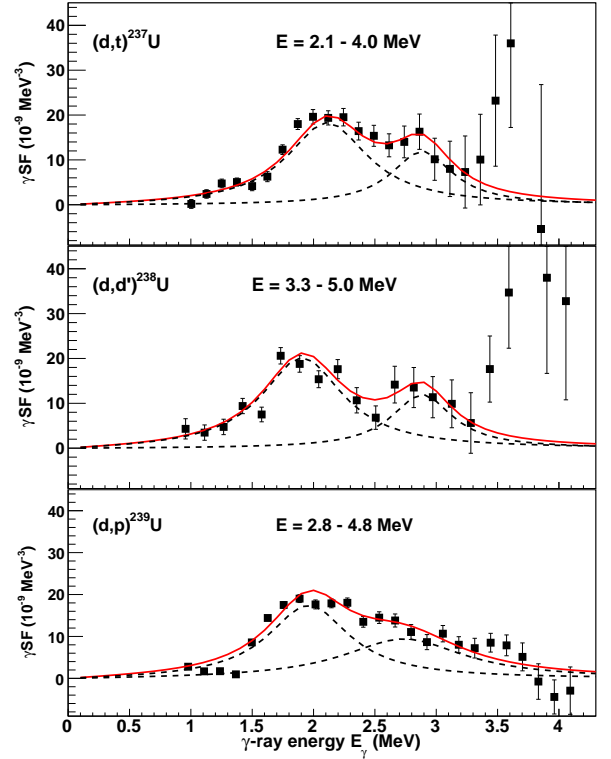 γSF (10⁻⁹ MeV⁻³)
40
30
20
10
0
(d,t)²³⁷U E = 2.1 - 4.0 MeV
γSF (10⁻⁹ MeV⁻³)
40
30
20
10
0
(d,d')²³⁸U E = 3.3 - 5.0 MeV
γSF (10⁻⁹ MeV⁻³)
40
30
20
10
0
(d,p)²³⁹U E = 2.8 - 4.8 MeV
0 0.5 1 1.5 2 2.5 3 3.5 4
γ-ray energy E_γ (MeV)